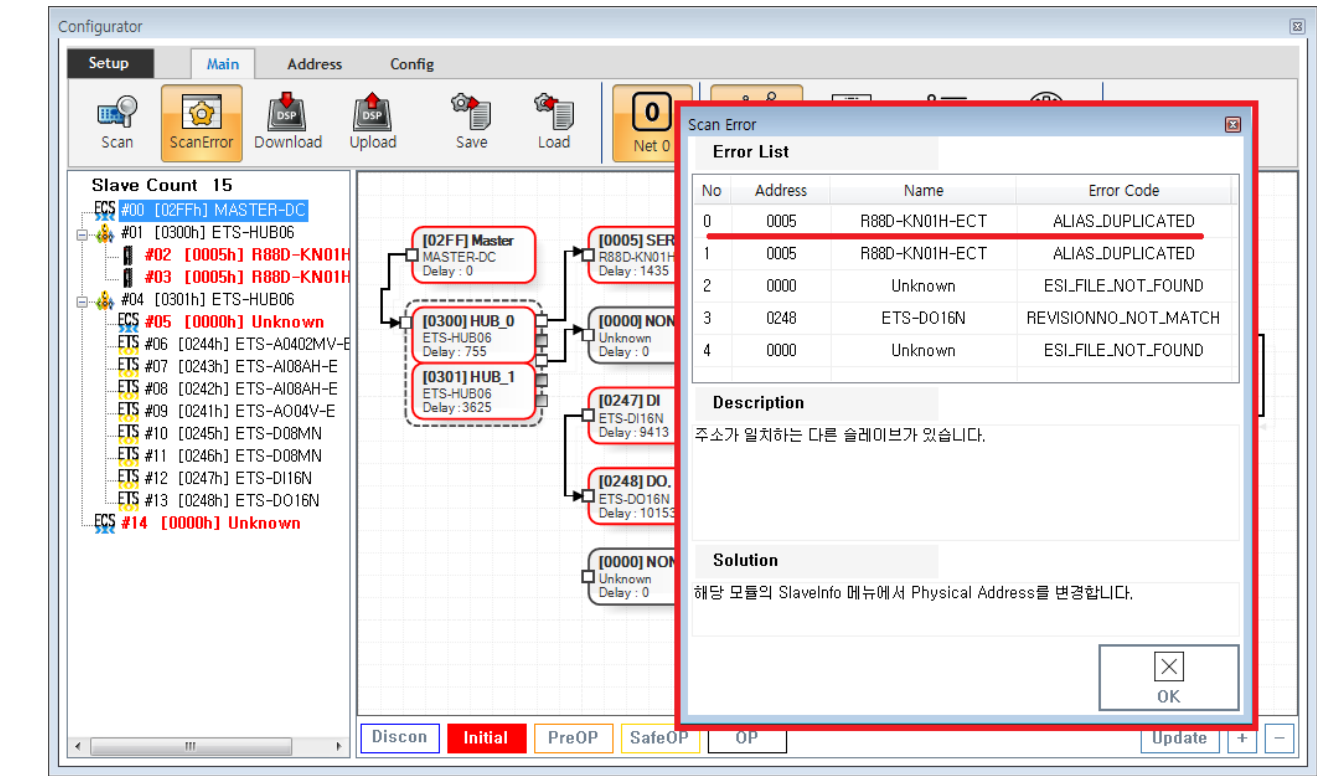 Configurator
Setup Main Address Config
Scan ScanError Download Upload Save Load Net 0
DSP DSP 0
Slave Count 15
ECS #00 [02FFh] MASTER-DC
#01 [0300h] ETS-HUB06
#02 [0005h] R88D-KN01H
#03 [0005h] R88D-KN01H
#04 [0301h] ETS-HUB06
ECS #05 [0000h] Unknown
ETS #06 [0244h] ETS-A0402MV-E
ETS #07 [0243h] ETS-AI08AH-E
ETS #08 [0242h] ETS-AI08AH-E
ETS #09 [0241h] ETS-AO04V-E
ETS #10 [0245h] ETS-D08MN
ETS #11 [0246h] ETS-D08MN
ETS #12 [0247h] ETS-DI16N
ETS #13 [0248h] ETS-DO16N
ECS #14 [0000h] Unknown
[02FF] Master
MASTER-DC
Delay : 0
[0300] HUB_0
ETS-HUB06
Delay : 755
[0301] HUB_1
ETS-HUB06
Delay : 3625
[0005] SER
R88D-KN01H
Delay : 1435
[0000] NON
Unknown
Delay : 0
[0247] DI
ETS-DI16N
Delay : 9413
[0248] DO.
ETS-DO16N
Delay : 10153
[0000] NON
Unknown
Delay : 0
Scan Error
Error List
No Address Name Error Code
0 0005 R88D-KN01H-ECT ALIAS_DUPLICATED
1 0005 R88D-KN01H-ECT ALIAS_DUPLICATED
2 0000 Unknown ESI_FILE_NOT_FOUND
3 0248 ETS-DO16N REVISIONNO_NOT_MATCH
4 0000 Unknown ESI_FILE_NOT_FOUND
Description
주소가 일치하는 다른 슬레이브가 있습니다.
Solution
해당 모듈의 SlaveInfo 메뉴에서 Physical Address를 변경합니다.
OK
Discon Initial PreOP SafeOP OP Update + −